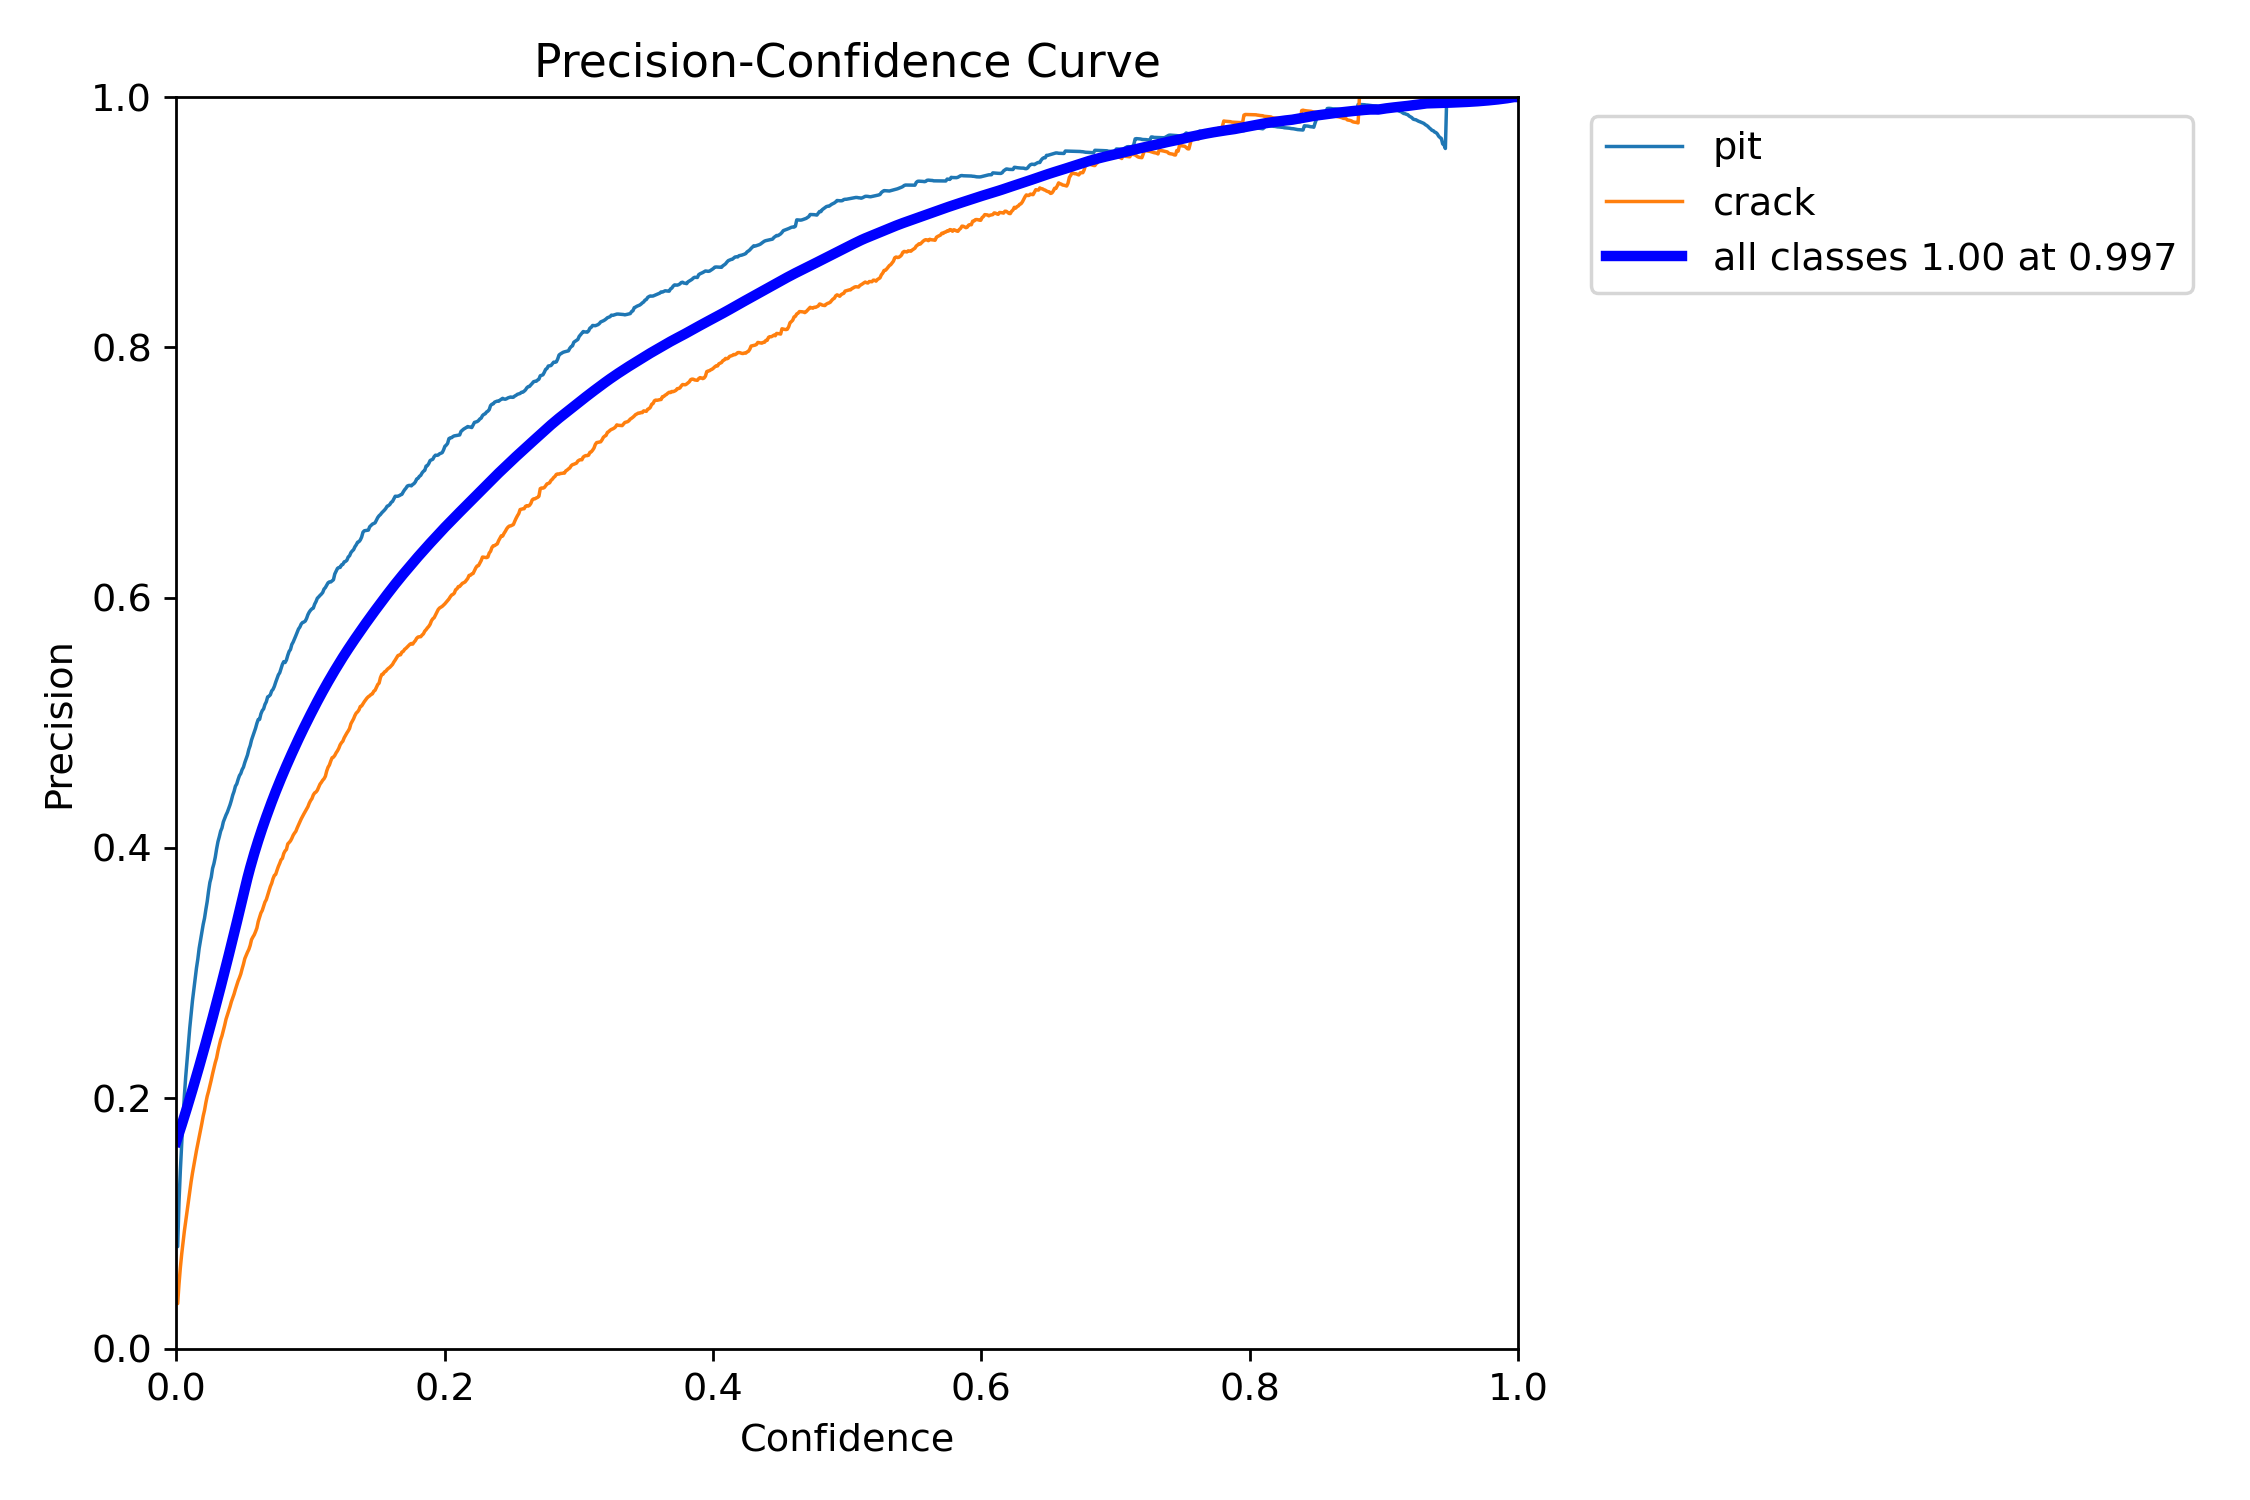 Precision-Confidence Curve
1.0
0.8
0.6
0.4
0.2
0.0
Precision
0.0 0.2 0.4 0.6 0.8 1.0
Confidence
pit
crack
all classes 1.00 at 0.997